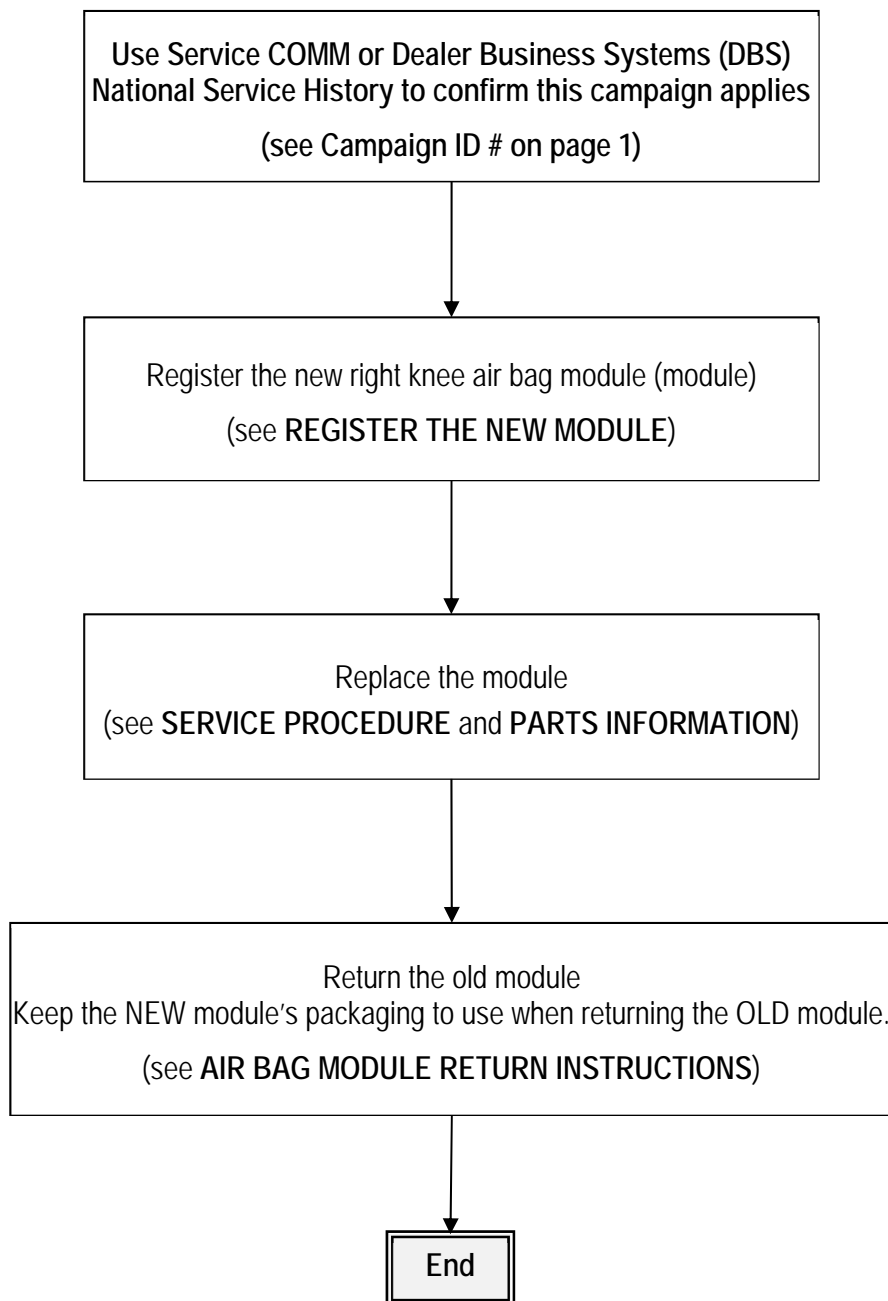 Use Service COMM or Dealer Business Systems (DBS)
National Service History to confirm this campaign applies
(see Campaign ID # on page 1)
Register the new right knee air bag module (module)
(see REGISTER THE NEW MODULE)
Replace the module
(see SERVICE PROCEDURE and PARTS INFORMATION)
Return the old module
Keep the NEW module’s packaging to use when returning the OLD module.
(see AIR BAG MODULE RETURN INSTRUCTIONS)
End